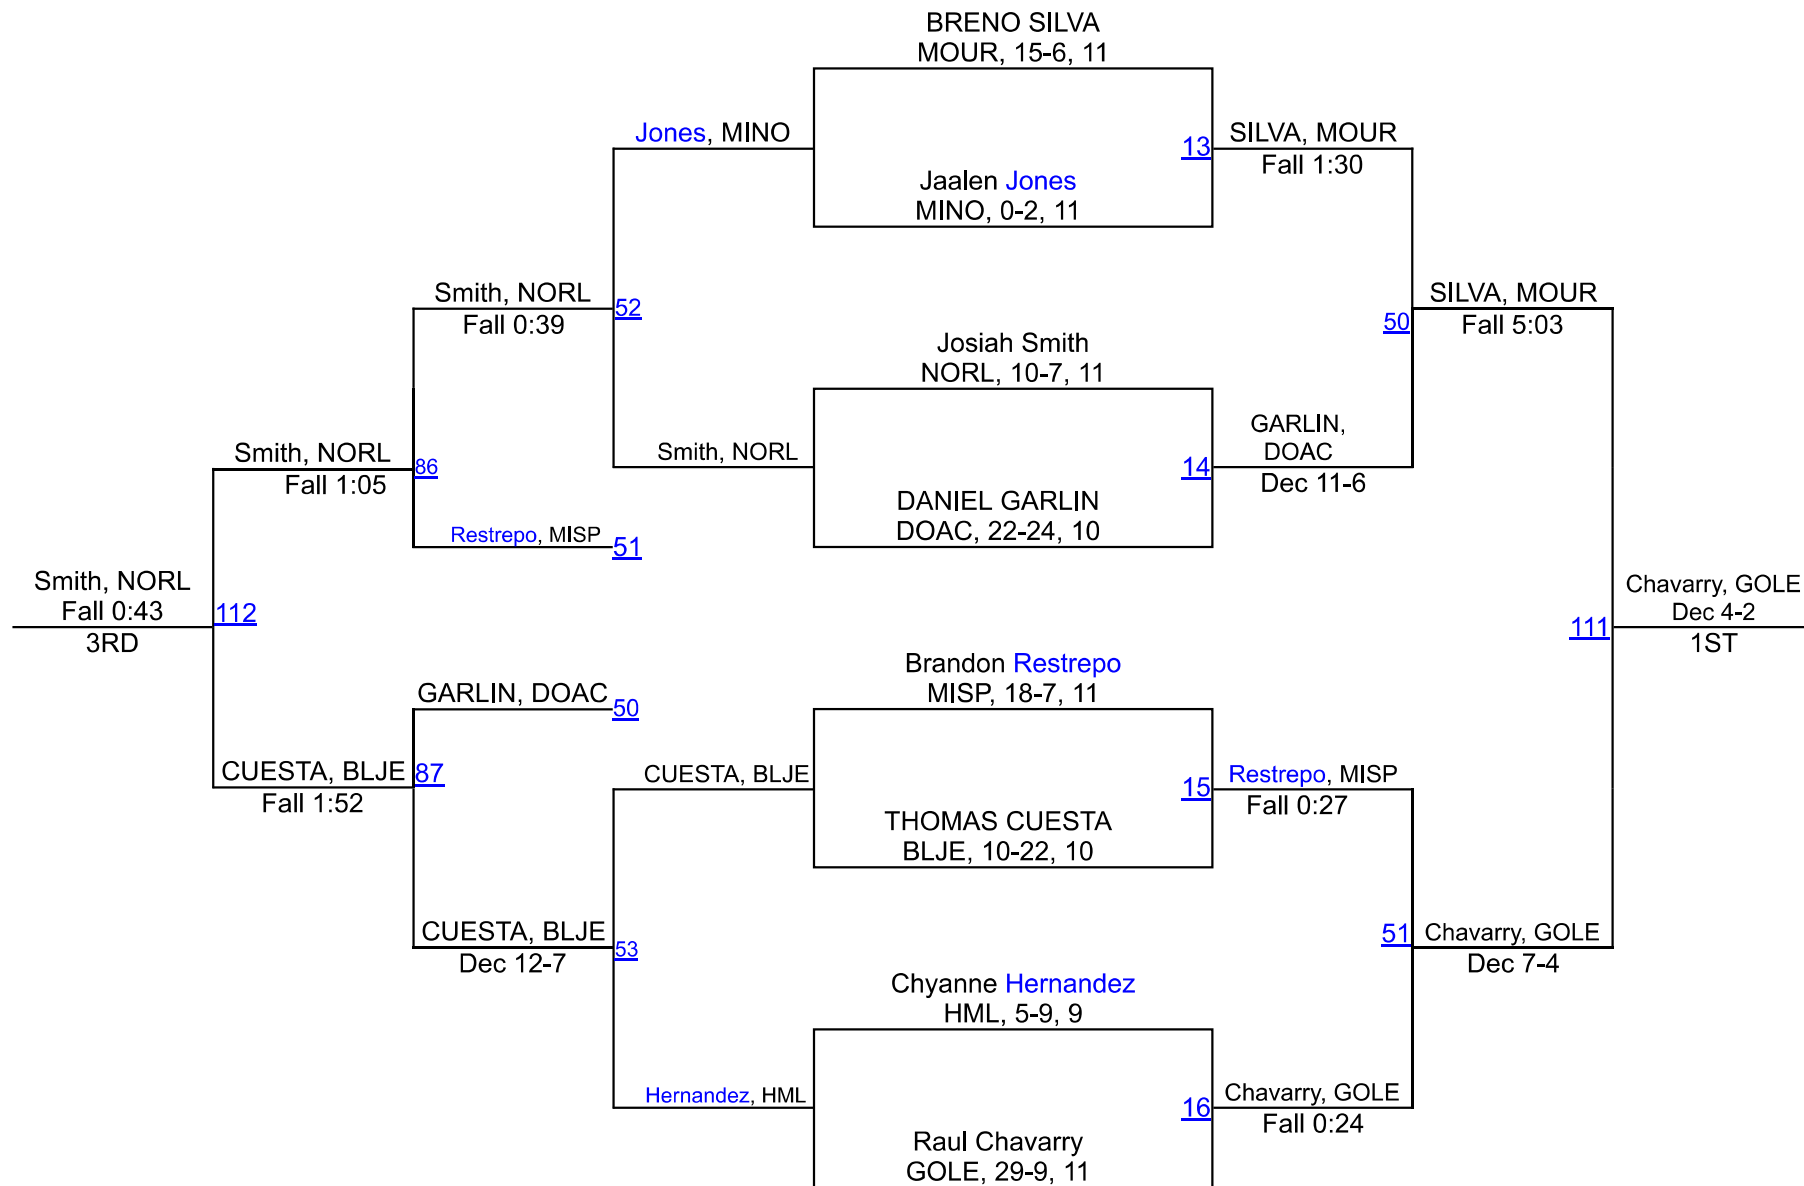 BRENO SILVA
MOUR, 15-6, 11
Jones, MINO
13
SILVA, MOUR
Fall 1:30
Jaalen Jones
MINO, 0-2, 11
Smith, NORL
Fall 0:39
52
SILVA, MOUR
Fall 5:03
50
Josiah Smith
NORL, 10-7, 11
Smith, NORL
Fall 1:05
86
Smith, NORL
14
GARLIN,
DOAC
Dec 11-6
DANIEL GARLIN
DOAC, 22-24, 10
Restrepo, MISP
51
Smith, NORL
Fall 0:43
3RD
112
111
Chavarry, GOLE
Dec 4-2
1ST
Brandon Restrepo
MISP, 18-7, 11
GARLIN, DOAC
50
CUESTA, BLJE
Fall 1:52
87
CUESTA, BLJE
15
Restrepo, MISP
Fall 0:27
THOMAS CUESTA
BLJE, 10-22, 10
CUESTA, BLJE
Dec 12-7
53
51
Chavarry, GOLE
Dec 7-4
Chyanne Hernandez
HML, 5-9, 9
Hernandez, HML
16
Chavarry, GOLE
Fall 0:24
Raul Chavarry
GOLE, 29-9, 11